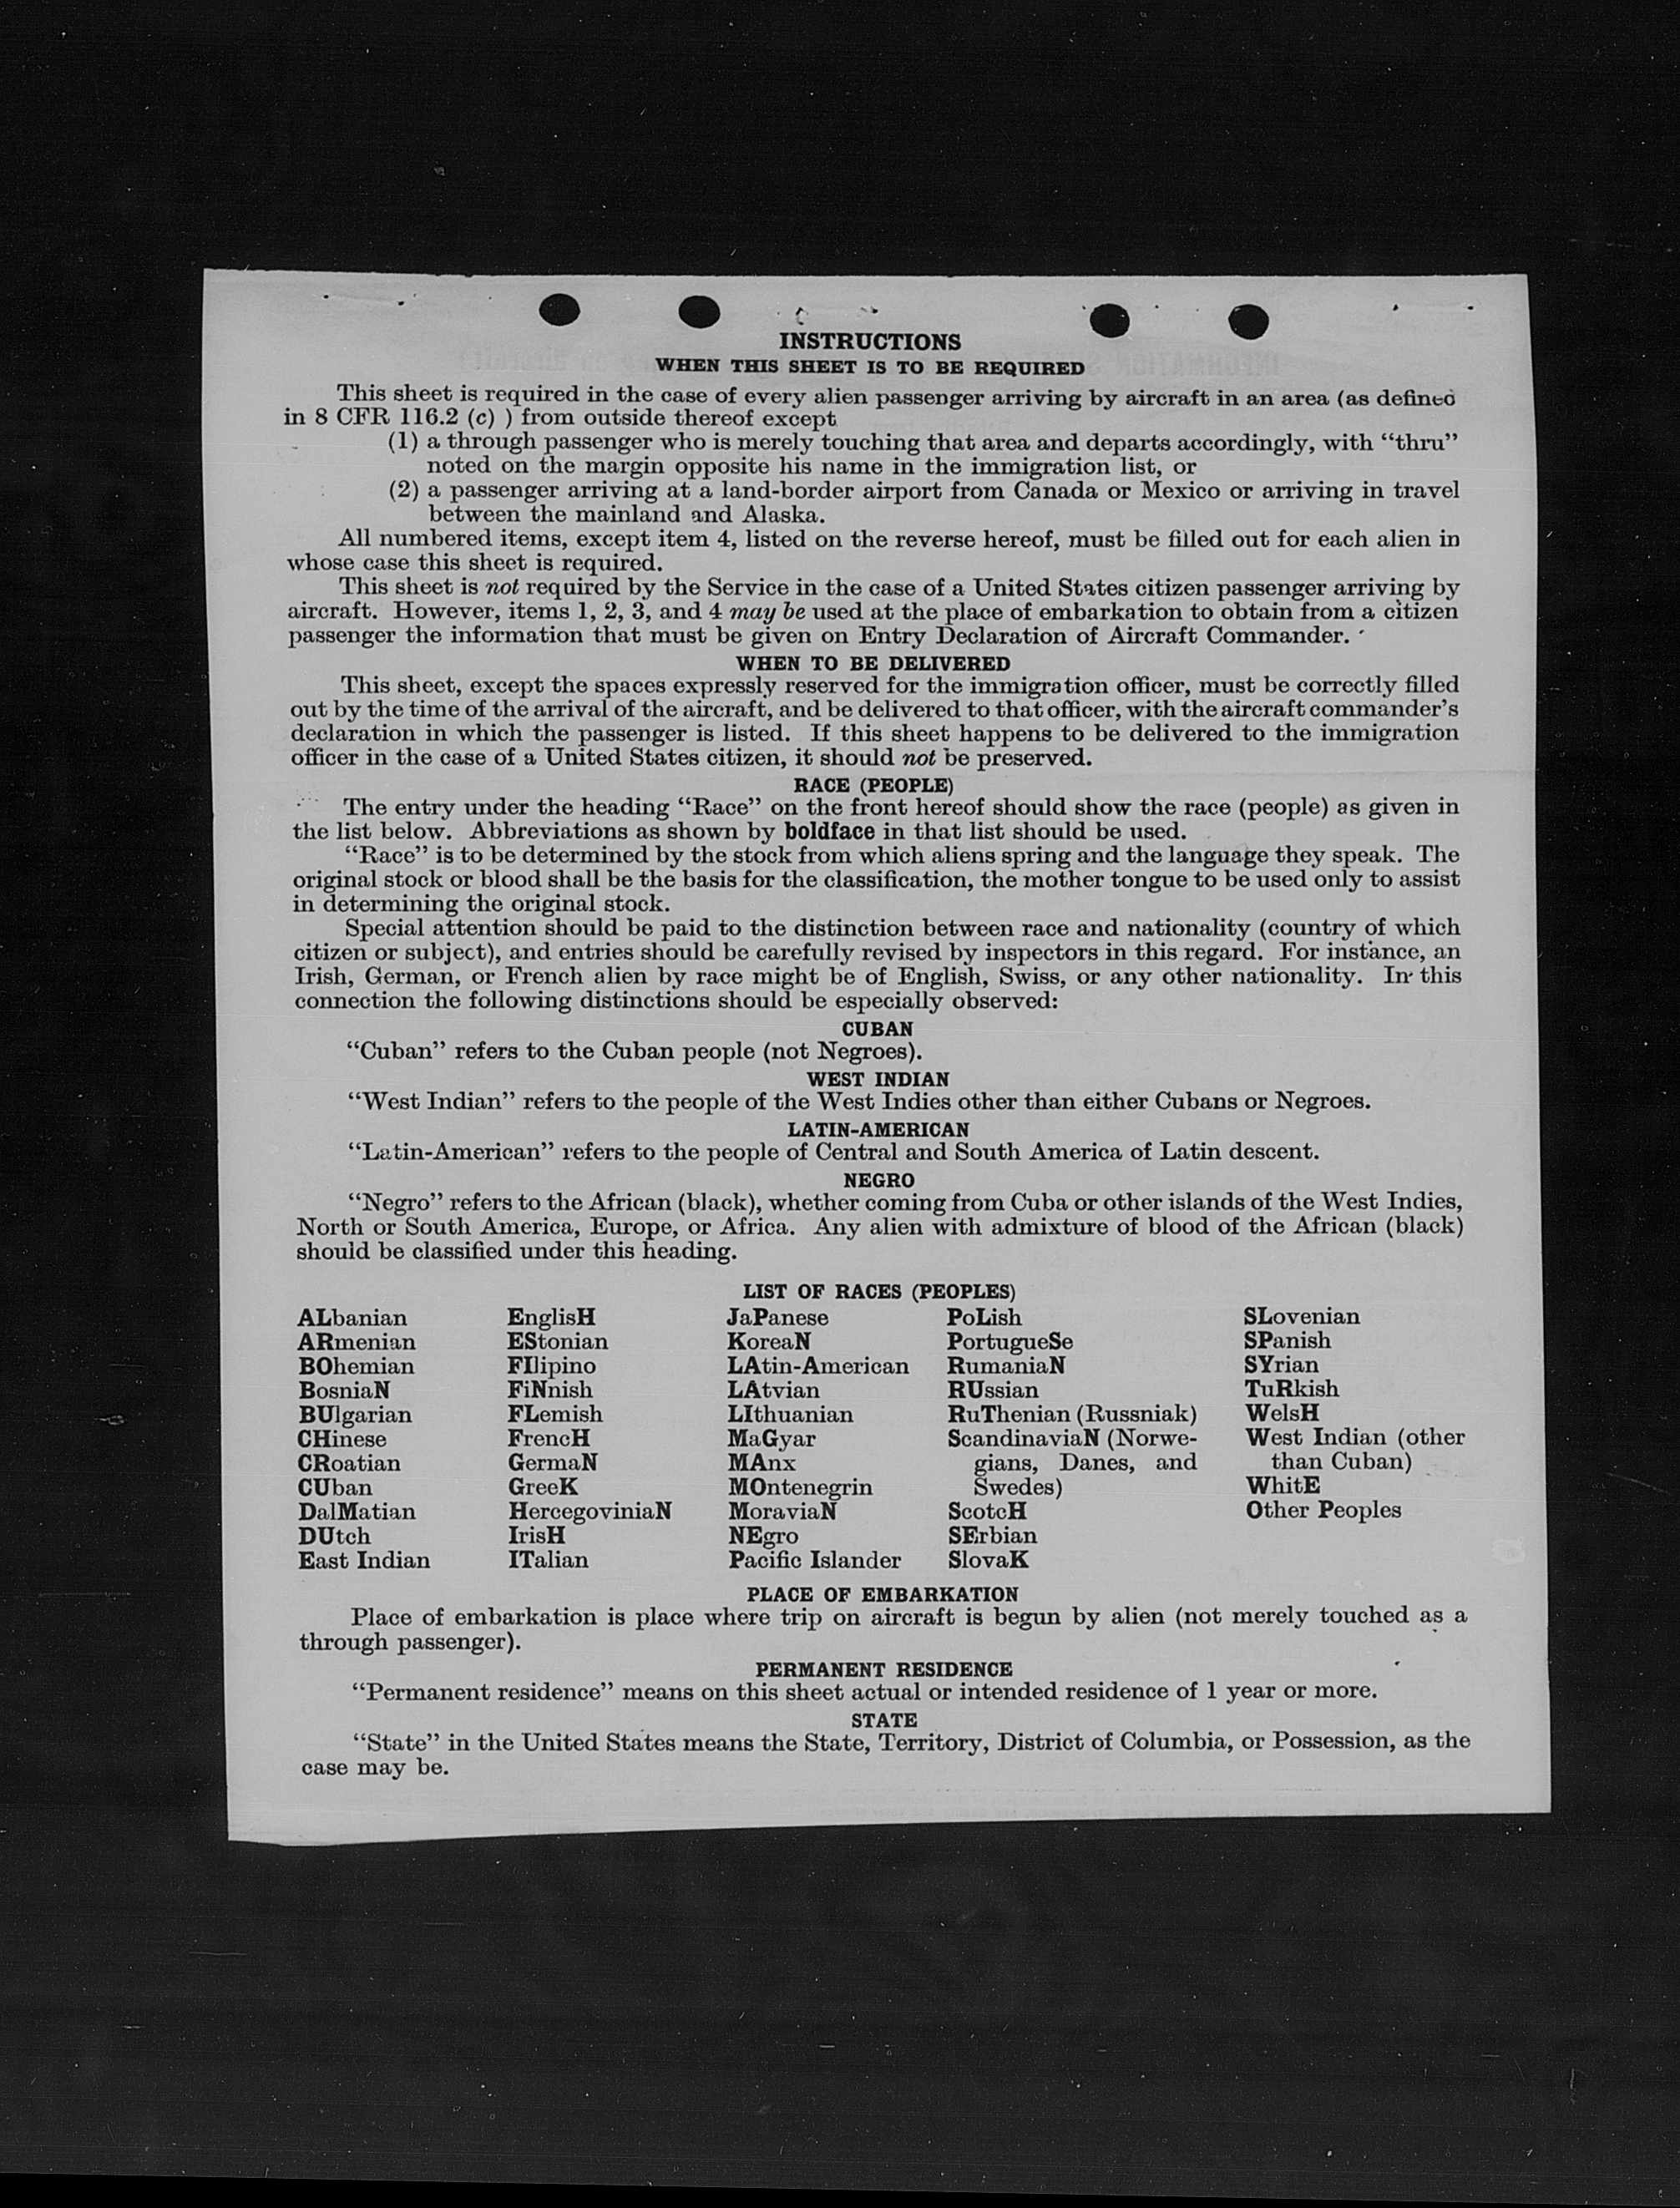 INSTRUCTIONS
WHEN THIS SHEET IS TO BE REQUIRED
This sheet is required in the case of every alien passenger arriving by aircraft in an area (as defined
in 8 CFR 116.2 (c) ) from outside thereof except
(1) a through passenger who is merely touching that area and departs accordingly, with “thru”
noted on the margin opposite his name in the immigration list, or
(2) a passenger arriving at a land-border airport from Canada or Mexico or arriving in travel
between the mainland and Alaska.
All numbered items, except item 4, listed on the reverse hereof, must be filled out for each alien in
whose case this sheet is required.
This sheet is not required by the Service in the case of a United States citizen passenger arriving by
aircraft. However, items 1, 2, 3, and 4 may be used at the place of embarkation to obtain from a citizen
passenger the information that must be given on Entry Declaration of Aircraft Commander.
WHEN TO BE DELIVERED
This sheet, except the spaces expressly reserved for the immigration officer, must be correctly filled
out by the time of the arrival of the aircraft, and be delivered to that officer, with the aircraft commander’s
declaration in which the passenger is listed. If this sheet happens to be delivered to the immigration
officer in the case of a United States citizen, it should not be preserved.
RACE (PEOPLE)
The entry under the heading “Race” on the front hereof should show the race (people) as given in
the list below. Abbreviations as shown by boldface in that list should be used.
“Race” is to be determined by the stock from which aliens spring and the language they speak. The
original stock or blood shall be the basis for the classification, the mother tongue to be used only to assist
in determining the original stock.
Special attention should be paid to the distinction between race and nationality (country of which
citizen or subject), and entries should be carefully revised by inspectors in this regard. For instance, an
Irish, German, or French alien by race might be of English, Swiss, or any other nationality. In this
connection the following distinctions should be especially observed:
CUBAN
“Cuban” refers to the Cuban people (not Negroes).
WEST INDIAN
“West Indian” refers to the people of the West Indies other than either Cubans or Negroes.
LATIN-AMERICAN
“Latin-American” refers to the people of Central and South America of Latin descent.
NEGRO
“Negro” refers to the African (black), whether coming from Cuba or other islands of the West Indies,
North or South America, Europe, or Africa. Any alien with admixture of blood of the African (black)
should be classified under this heading.
LIST OF RACES (PEOPLES)
ALbanian
ARmenian
BOhemian
BosniaN
BUlgarian
CHinese
CRoatian
CUban
DalMatian
DUtch
East Indian
EnglisH
EStonian
FIlipino
FiNnish
FLemish
FrencH
GermaN
GreeK
HercegoviniaN
IrisH
ITalian
JaPanese
KoreaN
LAtin-American
LAtvian
LIthuanian
MaGyar
MAnx
MOntenegrin
MoraviaN
NEgro
Pacific Islander
PoLish
PortugueSe
RumaniaN
RUssian
RuThenian (Russniak)
ScandinaviaN (Norwe-
gians, Danes, and
Swedes)
ScotcH
SErbian
SlovaK
SLovenian
SPanish
SYrian
TuRkish
WelsH
West Indian (other
than Cuban)
WhitE
Other Peoples
PLACE OF EMBARKATION
Place of embarkation is place where trip on aircraft is begun by alien (not merely touched as a
through passenger).
PERMANENT RESIDENCE
“Permanent residence” means on this sheet actual or intended residence of 1 year or more.
STATE
“State” in the United States means the State, Territory, District of Columbia, or Possession, as the
case may be.